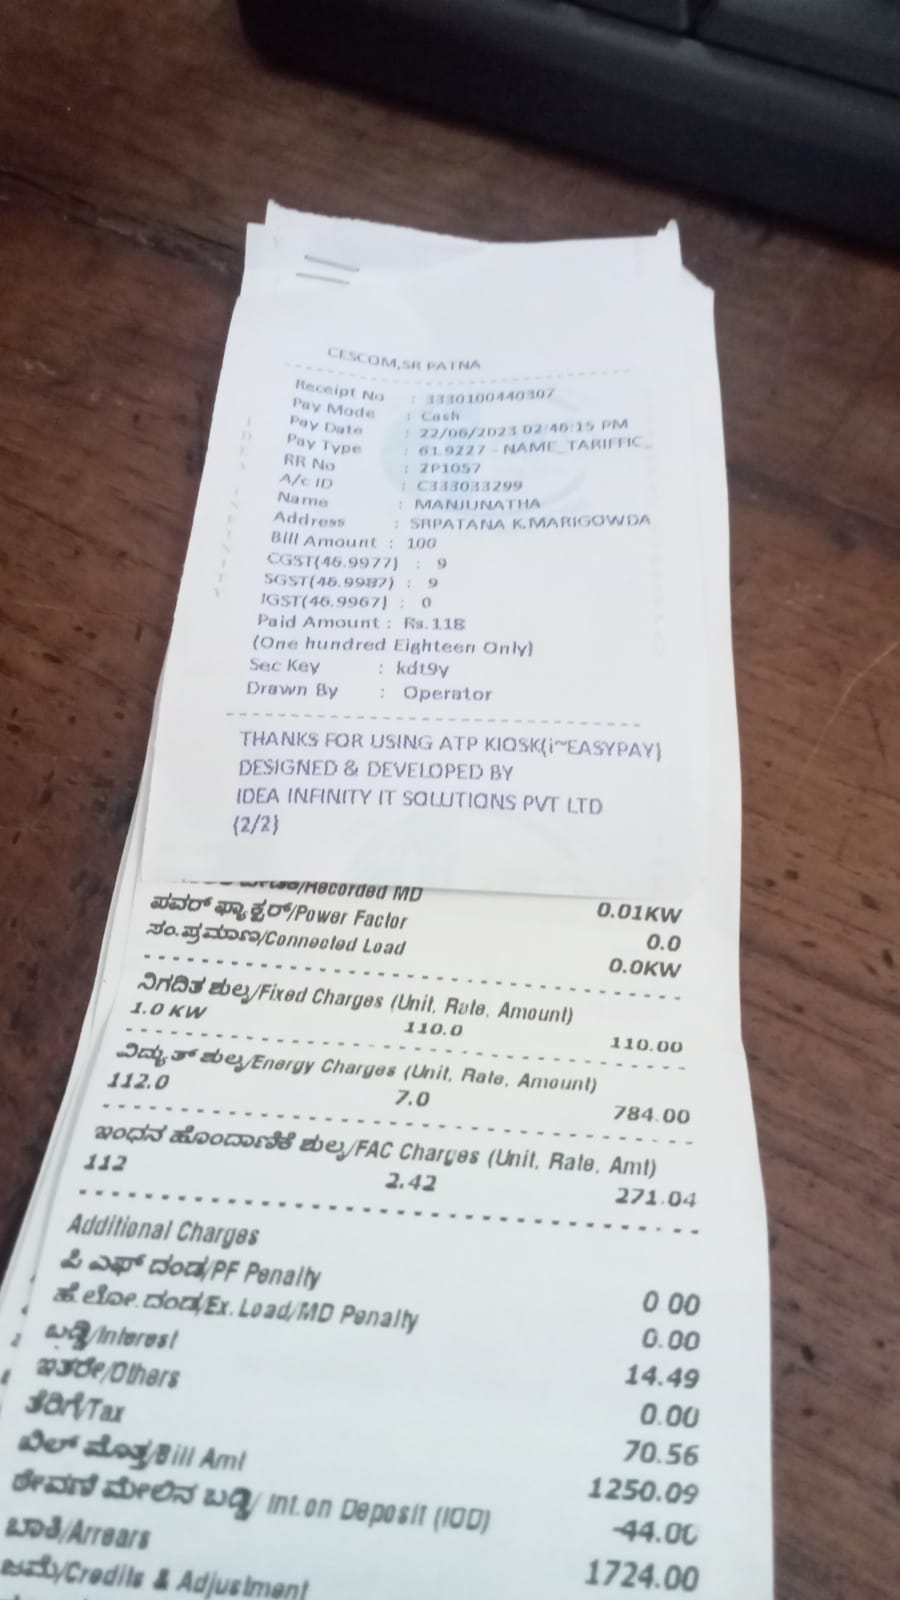 CESCOM,SR PATNA
Receipt No : 3330100440307
Pay Mode : Cash
Pay Date : 22/06/2023 02:46:15 PM
Pay Type : 61.9227 - NAME_TARIFFIC_
RR No : 2P1057
A/c ID : C333033299
Name : MANJUNATHA
Address : SRPATANA K.MARIGOWDA
Bill Amount : 100
CGST(46.9977) : 9
SGST(46.9987) : 9
IGST(46.9967) : 0
Paid Amount : Rs.118
(One hundred Eighteen Only)
Sec Key : kdt9y
Drawn By : Operator
THANKS FOR USING ATP KIOSK(i~EASYPAY)
DESIGNED & DEVELOPED BY
IDEA INFINITY IT SOLUTIONS PVT LTD
(2/2)
/Recorded MD 0.01KW
ಪವರ್ ಫ್ಯಾಕ್ಟರ್/Power Factor 0.0
ಸಂ.ಪ್ರಮಾಣ/Connected Load 0.0KW
ನಿಗದಿತ ಶುಲ್ಕ/Fixed Charges (Unit, Rate, Amount)
1.0 KW 110.0 110.00
ವಿದ್ಯುತ್ ಶುಲ್ಕ/Energy Charges (Unit, Rate, Amount)
112.0 7.0 784.00
ಇಂಧನ ಹೊಂದಾಣಿಕೆ ಶುಲ್ಕ/FAC Charges (Unit, Rate, Amt)
112 2.42 271.04
Additional Charges
ಪಿ ಎಫ್ ದಂಡ/PF Penalty 0.00
ಹೆ.ಲೋ.ದಂಡ/Ex.Load/MD Penalty 0.00
ಬಡ್ಡಿ/Interest 14.49
ಇತರೇ/Others 0.00
ತೆರಿಗೆ/Tax 70.56
ಬಿಲ್ ಮೊತ್ತ/Bill Amt 1250.09
ಠೇವಣಿ ಮೇಲಿನ ಬಡ್ಡಿ/ Int.on Deposit (IOD) -44.00
ಬಾಕಿ/Arrears 1724.00
ಜಮೆ/Credits & Adjustment